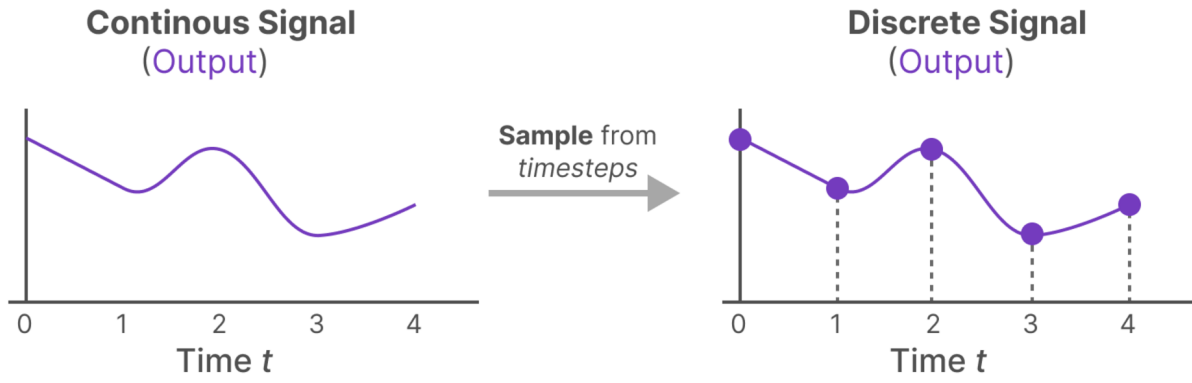 Continous Signal
(Output)
0 1 2 3 4
Time t
Sample from
timesteps
Discrete Signal
(Output)
0 1 2 3 4
Time t